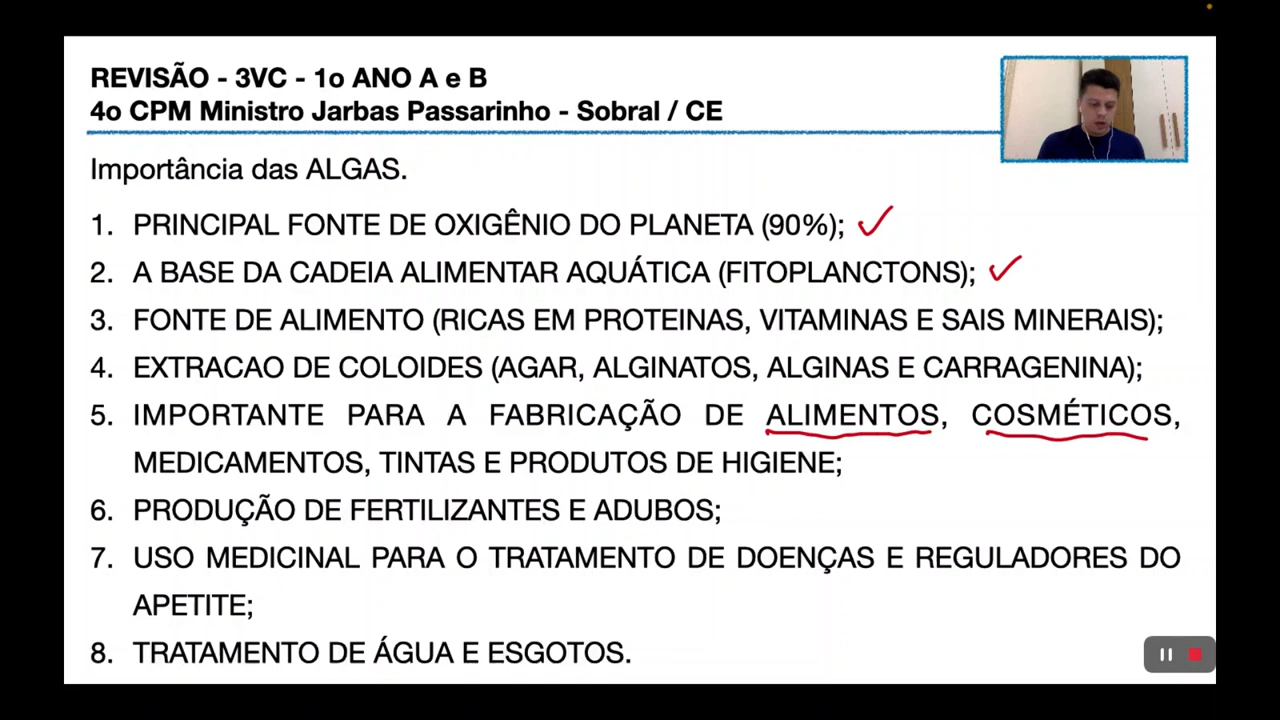 REVISÃO - 3VC - 1o ANO A e B
4o CPM Ministro Jarbas Passarinho - Sobral / CE
Importância das ALGAS.
1. PRINCIPAL FONTE DE OXIGÊNIO DO PLANETA (90%);
2. A BASE DA CADEIA ALIMENTAR AQUÁTICA (FITOPLANCTONS);
3. FONTE DE ALIMENTO (RICAS EM PROTEINAS, VITAMINAS E SAIS MINERAIS);
4. EXTRACAO DE COLOIDES (AGAR, ALGINATOS, ALGINAS E CARRAGENINA);
5. IMPORTANTE PARA A FABRICAÇÃO DE ALIMENTOS, COSMÉTICOS,
MEDICAMENTOS, TINTAS E PRODUTOS DE HIGIENE;
6. PRODUÇÃO DE FERTILIZANTES E ADUBOS;
7. USO MEDICINAL PARA O TRATAMENTO DE DOENÇAS E REGULADORES DO
APETITE;
8. TRATAMENTO DE ÁGUA E ESGOTOS.